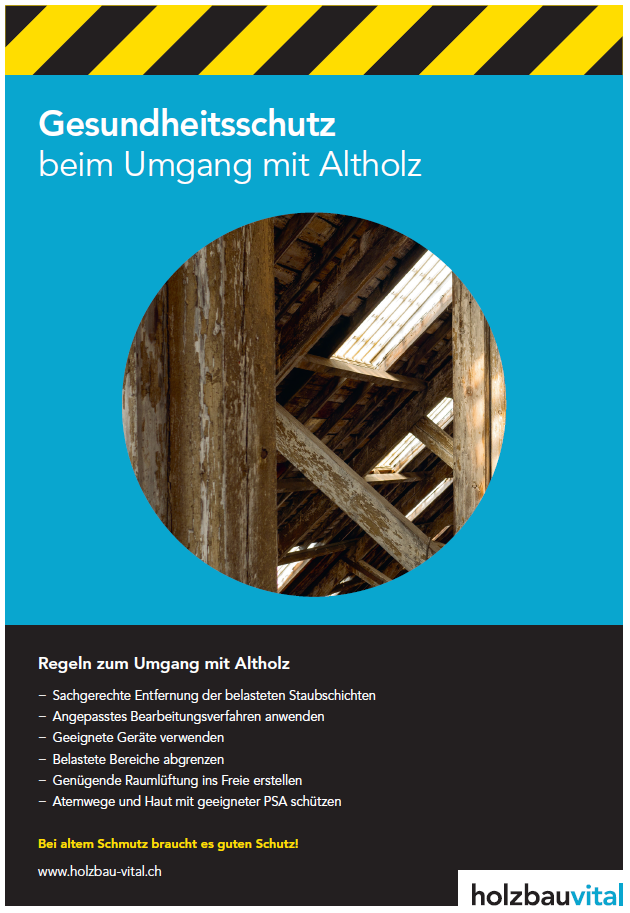 Gesundheitsschutz
beim Umgang mit Altholz
Regeln zum Umgang mit Altholz
– Sachgerechte Entfernung der belasteten Staubschichten
– Angepasstes Bearbeitungsverfahren anwenden
– Geeignete Geräte verwenden
– Belastete Bereiche abgrenzen
– Genügende Raumlüftung ins Freie erstellen
– Atemwege und Haut mit geeigneter PSA schützen
Bei altem Schmutz braucht es guten Schutz!
www.holzbau-vital.ch
holzbauvital